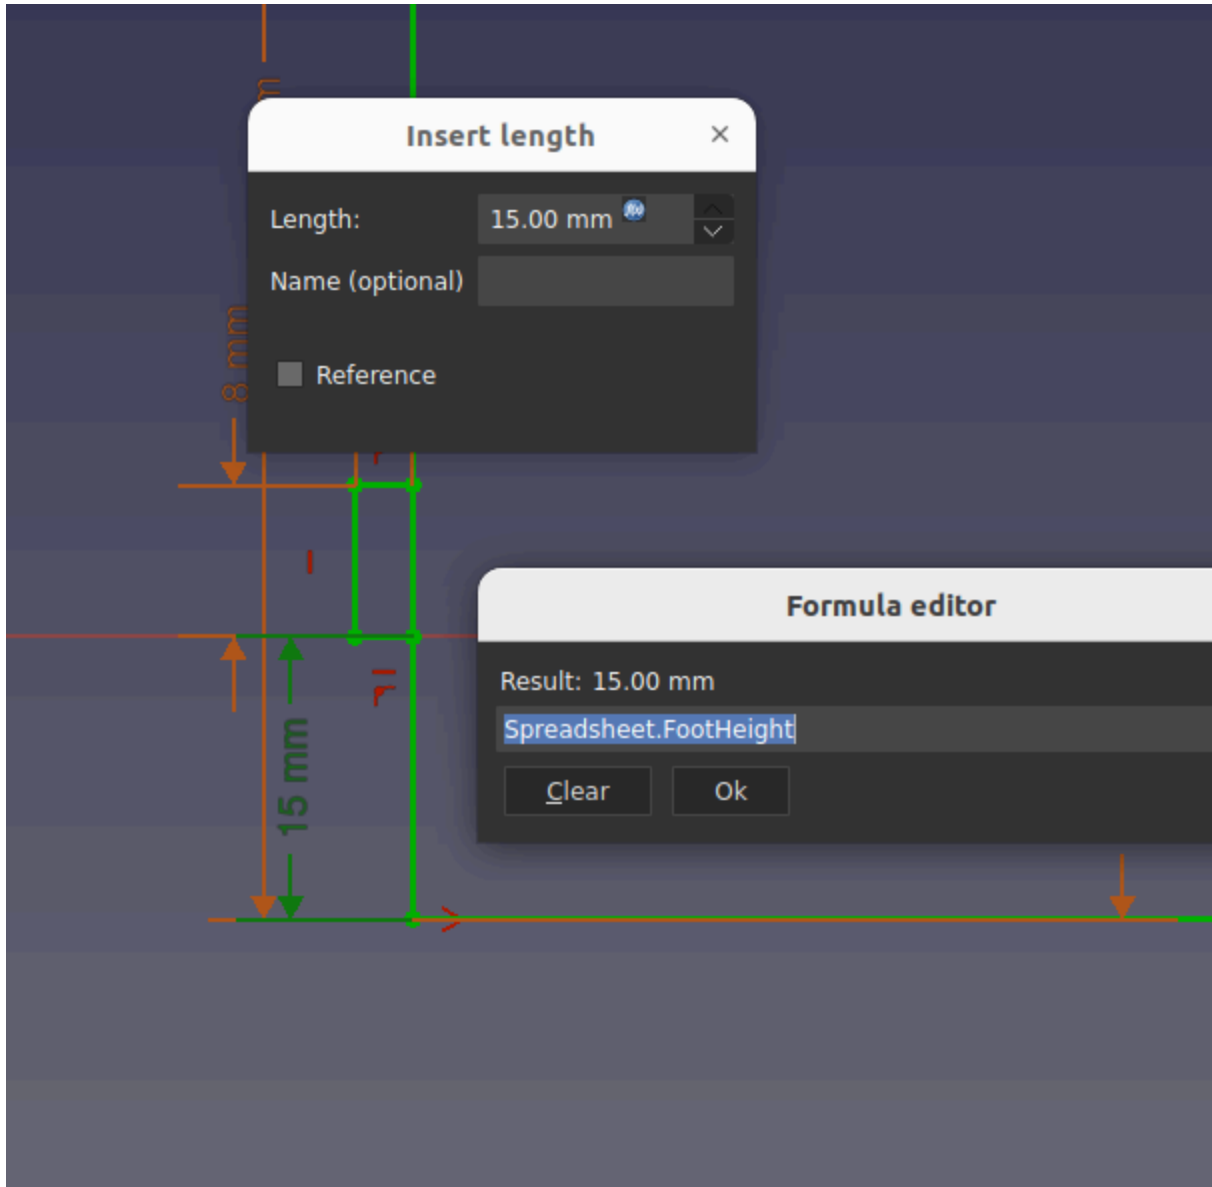 m
Insert length
Length:
15.00 mm
Name (optional)
8 mm
Reference
Formula editor
Result: 15.00 mm
Spreadsheet.FootHeight
15 mm
Clear
Ok